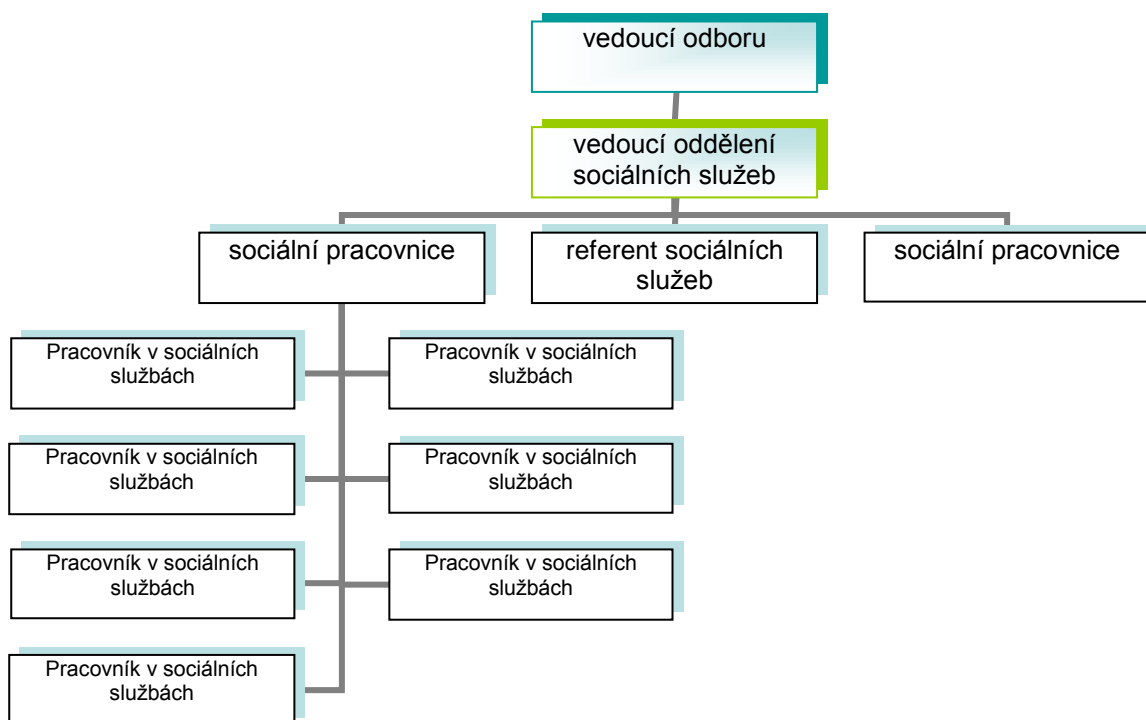 vedoucí odboru
vedoucí oddělení
sociálních služeb
sociální pracovnice
referent sociálních
služeb
sociální pracovnice
Pracovník v sociálních
službách
Pracovník v sociálních
službách
Pracovník v sociálních
službách
Pracovník v sociálních
službách
Pracovník v sociálních
službách
Pracovník v sociálních
službách
Pracovník v sociálních
službách